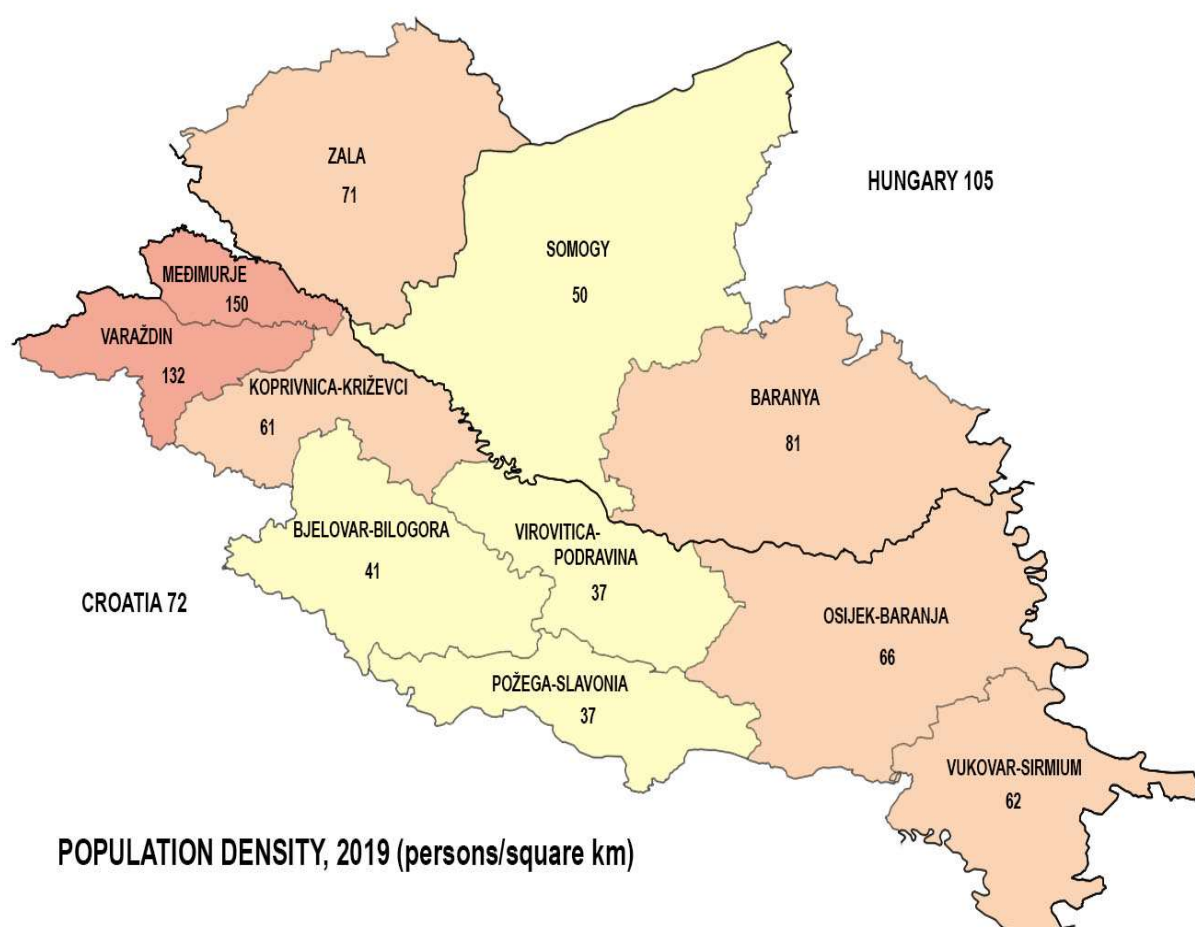 ZALA
71
HUNGARY 105
SOMOGY
50
MEĐIMURJE
150
VARAŽDIN
132
KOPRIVNICA-KRIŽEVCI
61
BARANYA
81
BJELOVAR-BILOGORA
41
VIROVITICA-
PODRAVINA
37
CROATIA 72
OSIJEK-BARANJA
66
POŽEGA-SLAVONIA
37
VUKOVAR-SIRMIUM
62
POPULATION DENSITY, 2019 (persons/square km)